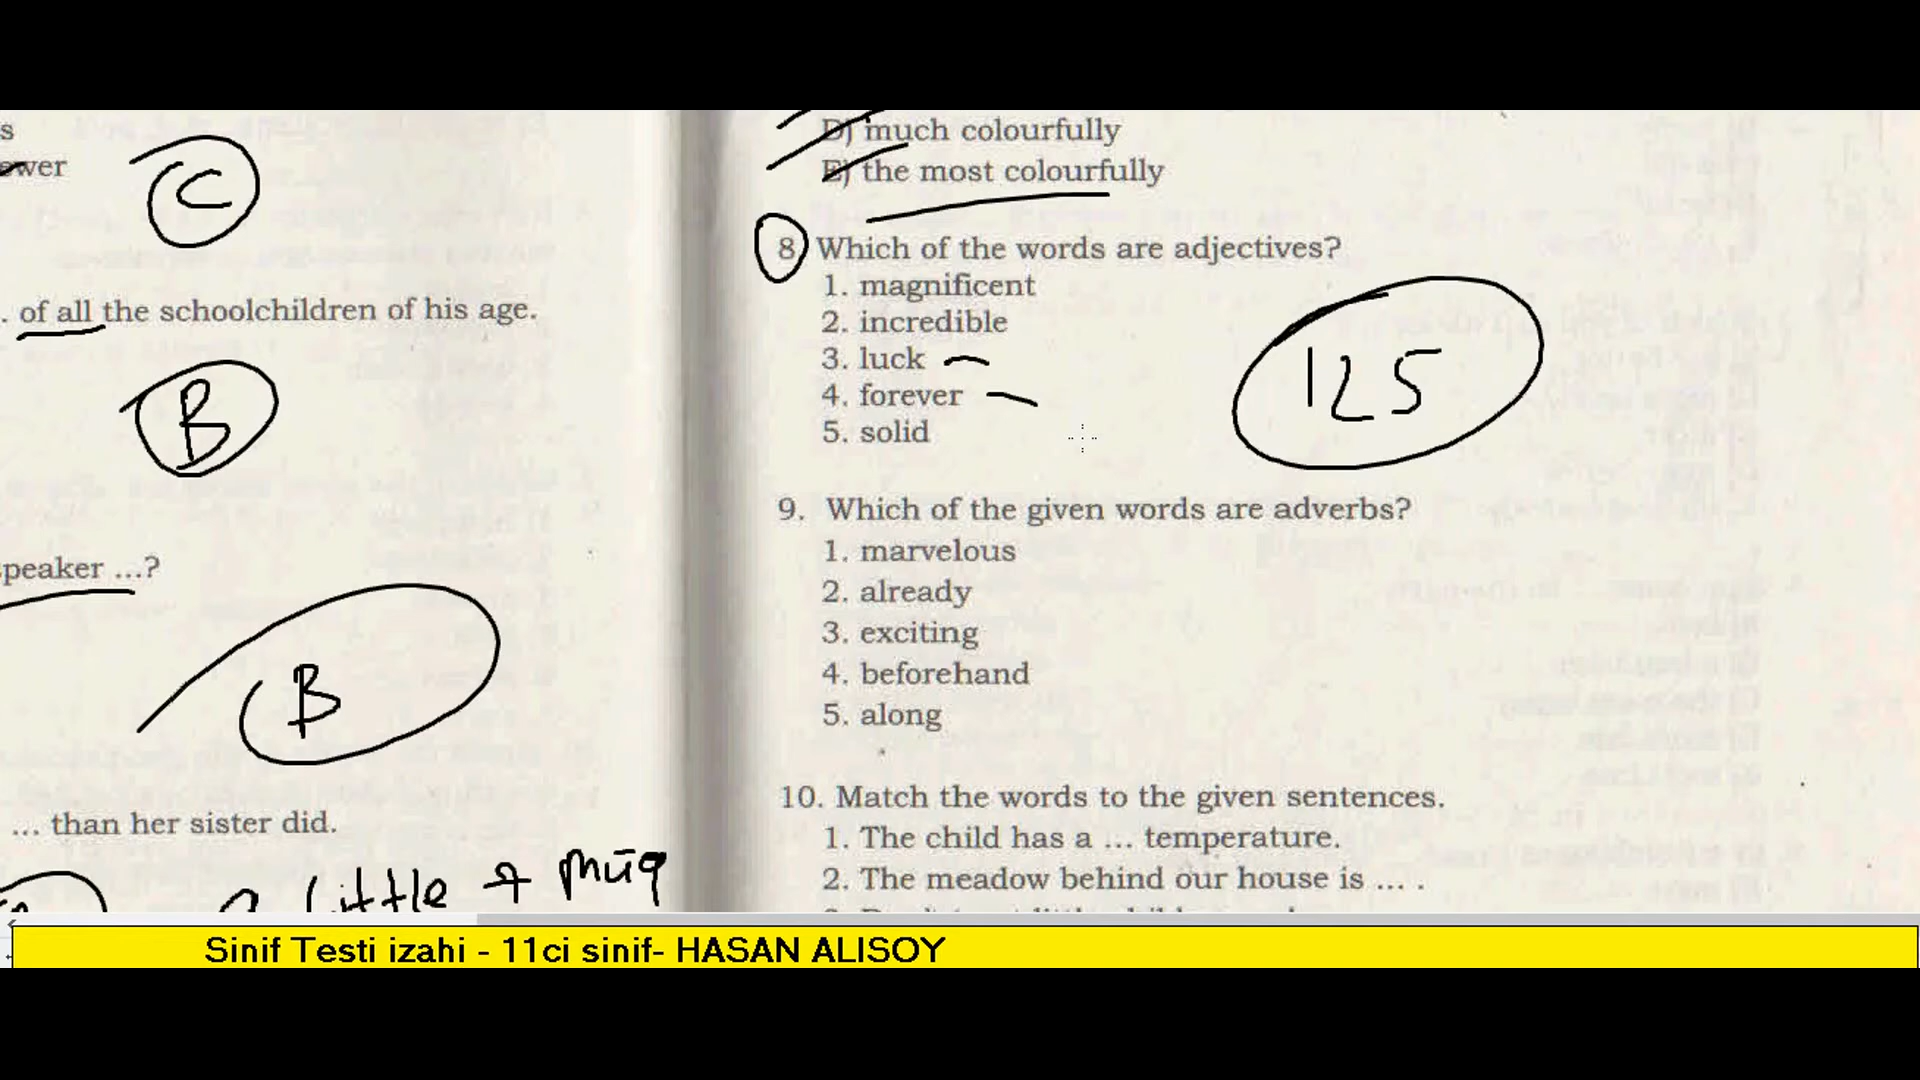 s
ower
C
. of all the schoolchildren of his age.
B
speaker ...?
B
... than her sister did.
little
D) much colourfully
E) the most colourfully
8 Which of the words are adjectives?
1. magnificent
2. incredible
3. luck
4. forever
5. solid
125
9. Which of the given words are adverbs?
1. marvelous
2. already
3. exciting
4. beforehand
5. along
10. Match the words to the given sentences.
1. The child has a ... temperature.
2. The meadow behind our house is ... .
Sinif Testi izahi - 11ci sinif- HASAN ALISOY